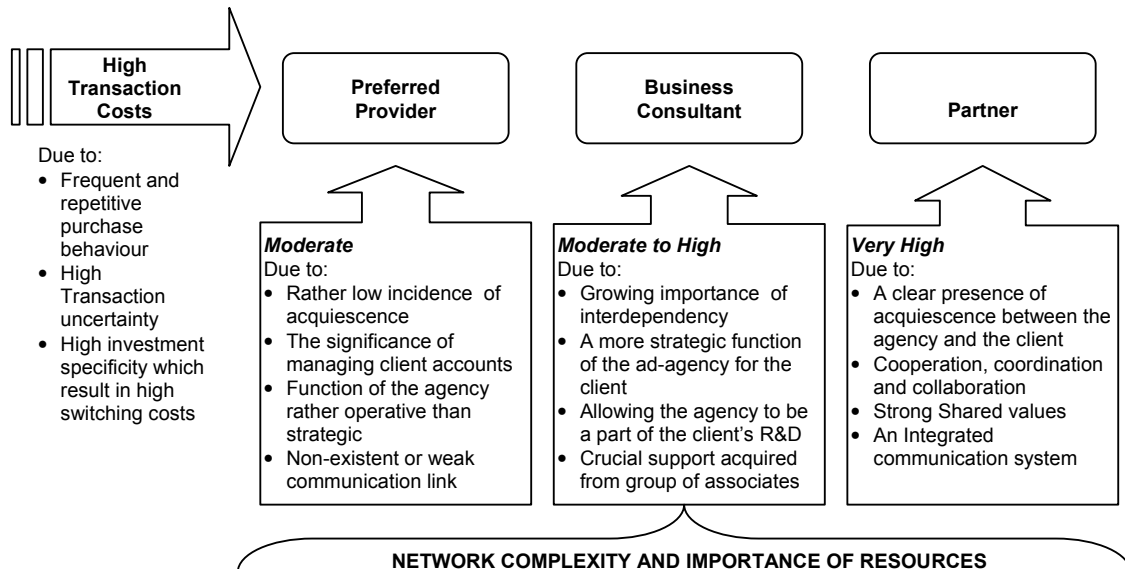 High
Transaction
Costs
Due to:
• Frequent and
repetitive
purchase
behaviour
• High
Transaction
uncertainty
• High investment
specificity which
result in high
switching costs
Preferred
Provider
Business
Consultant
Partner
Moderate
Due to:
• Rather low incidence of
acquiescence
• The significance of
managing client accounts
• Function of the agency
rather operative than
strategic
• Non-existent or weak
communication link
Moderate to High
Due to:
• Growing importance of
interdependency
• A more strategic function
of the ad-agency for the
client
• Allowing the agency to be
a part of the client's R&D
• Crucial support acquired
from group of associates
Very High
Due to:
• A clear presence of
acquiescence between the
agency and the client
• Cooperation, coordination
and collaboration
• Strong Shared values
• An Integrated
communication system
NETWORK COMPLEXITY AND IMPORTANCE OF RESOURCES